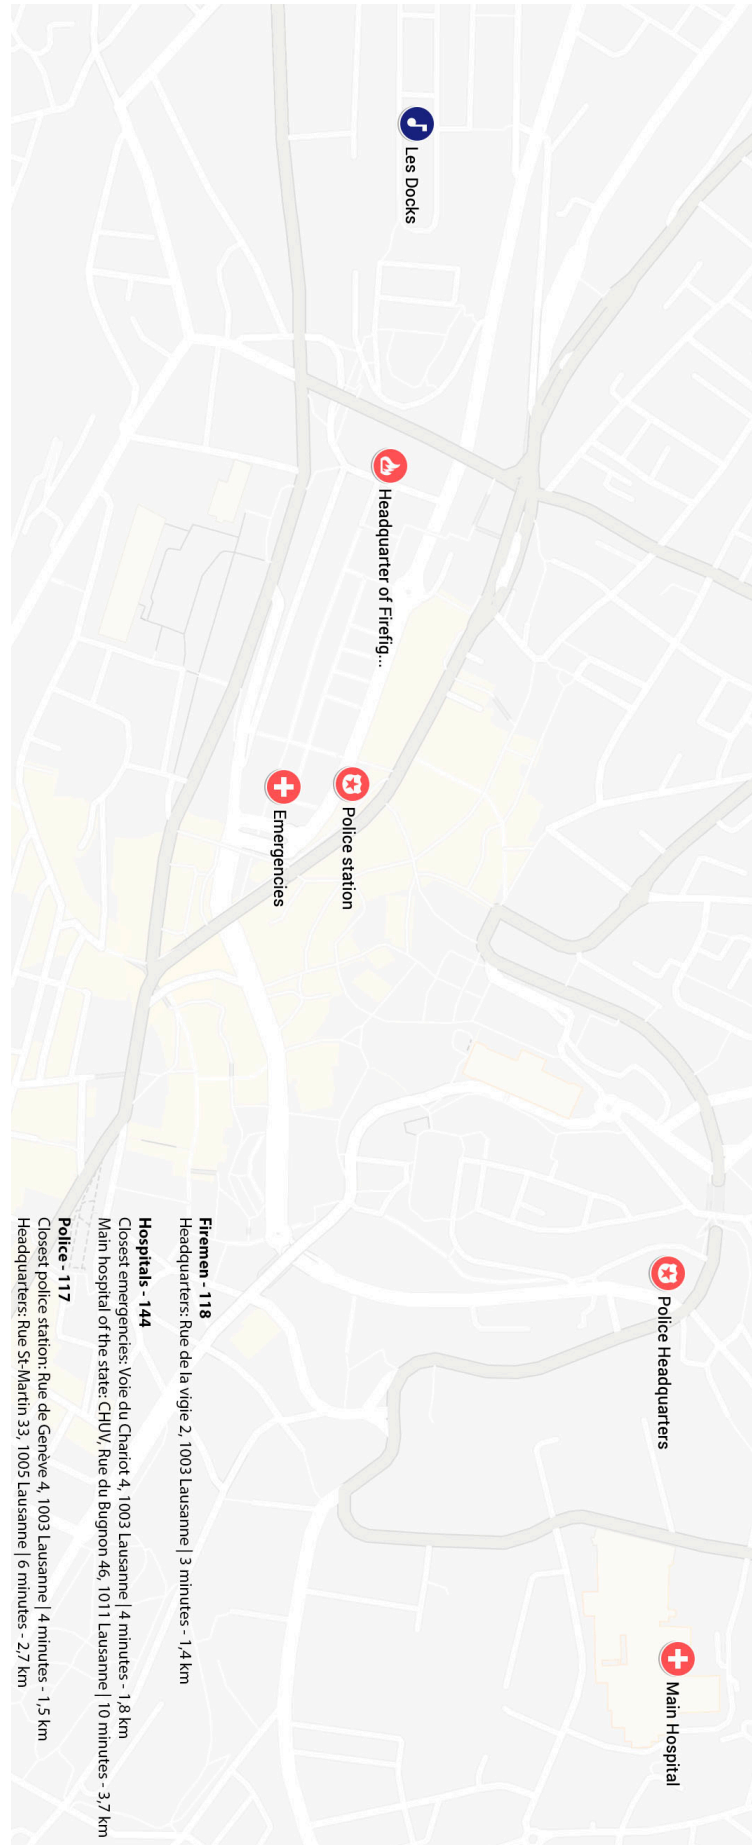 Les Docks
Headquarter of Firefig...
Police station
Emergencies
Police Headquarters
Main Hospital
Firemen - 118
Headquarters: Rue de la vigie 2, 1003 Lausanne | 3 minutes - 1,4 km
Hospitals - 144
Closest emergencies: Voie du Chariot 4, 1003 Lausanne | 4 minutes - 1,8 km
Main hospital of the state: CHUV, Rue du Bugnon 46, 1011 Lausanne | 10 minutes - 3,7 km
Police - 117
Closest police station: Rue de Genève 4, 1003 Lausanne | 4 minutes - 1,5 km
Headquarters: Rue St-Martin 33, 1005 Lausanne | 6 minutes - 2,7 km